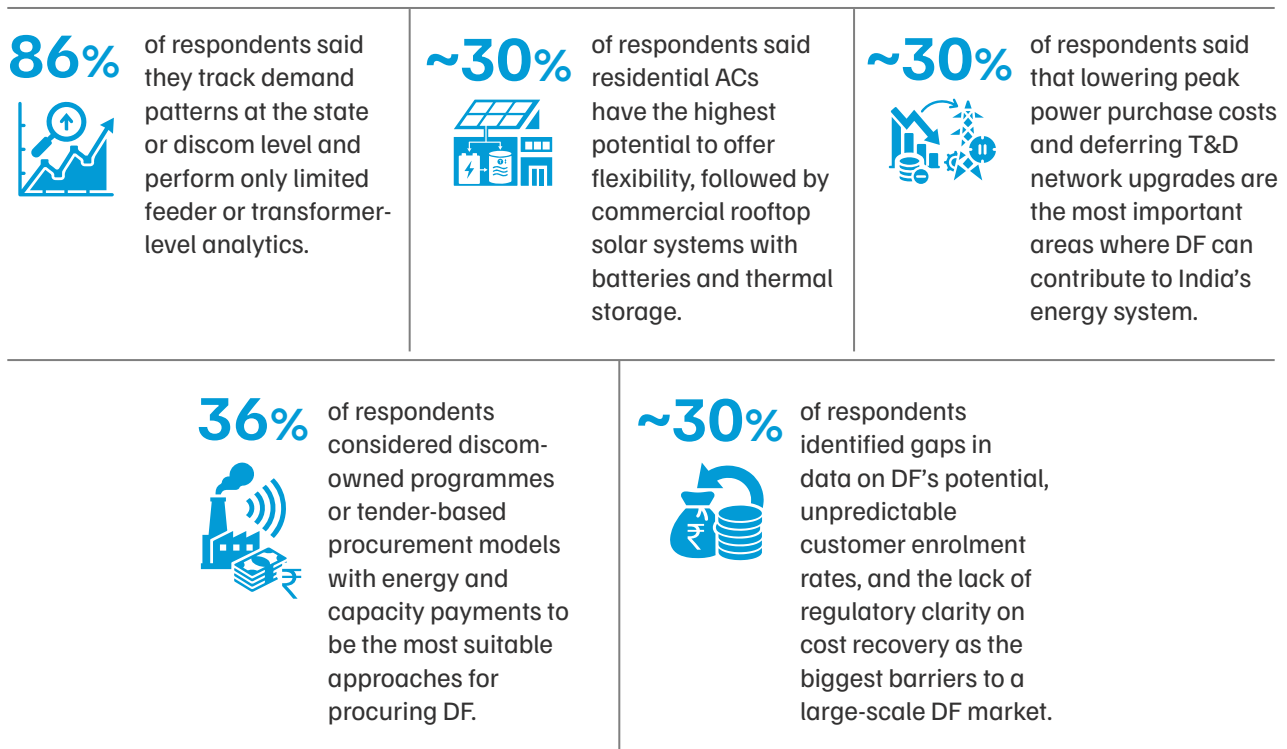 86%
of respondents said
they track demand
patterns at the state
or discom level and
perform only limited
feeder or transformer-
level analytics.
~30%
of respondents said
residential ACs
have the highest
potential to offer
flexibility, followed by
commercial rooftop
solar systems with
batteries and thermal
storage.
~30%
of respondents said
that lowering peak
power purchase costs
and deferring T&D
network upgrades are
the most important
areas where DF can
contribute to India’s
energy system.
36%
of respondents
considered discom-
owned programmes
or tender-based
procurement models
with energy and
capacity payments to
be the most suitable
approaches for
procuring DF.
₹
~30%
of respondents
identified gaps in
data on DF’s potential,
unpredictable
customer enrolment
rates, and the lack of
regulatory clarity on
cost recovery as the
biggest barriers to a
large-scale DF market.
₹